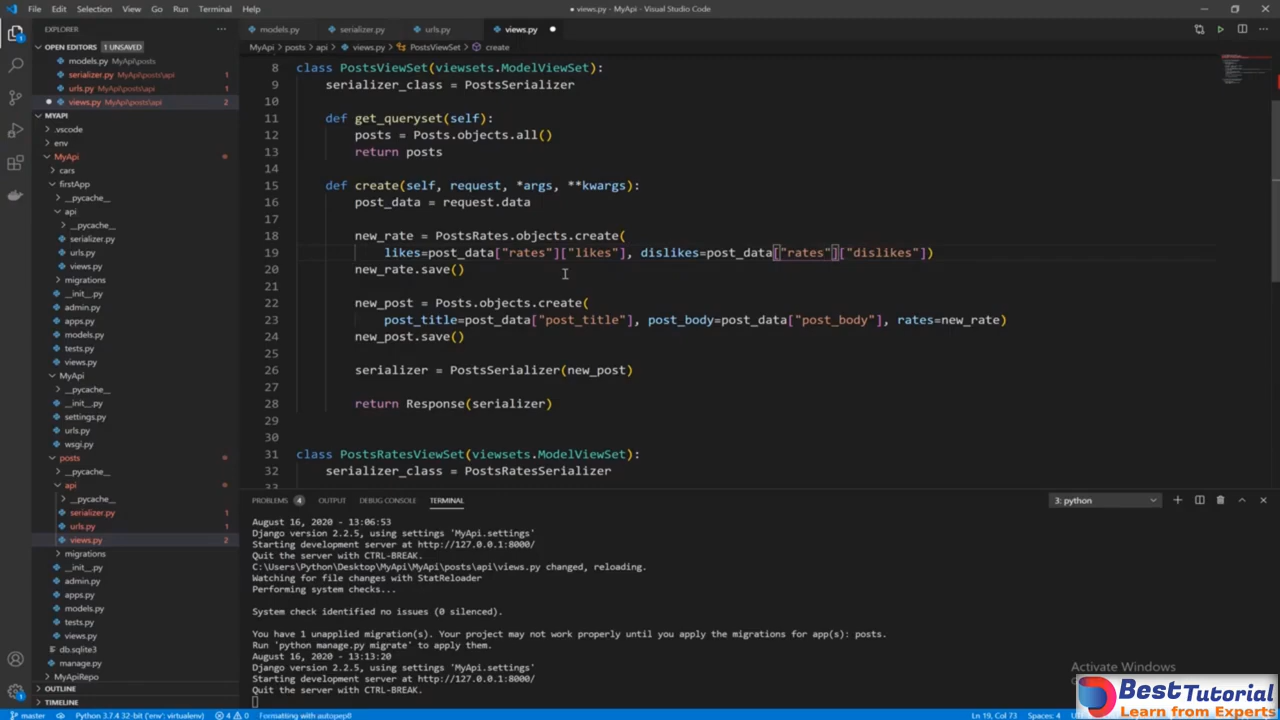 File Edit Selection View Go Run Terminal Help
● views.py - MyApi - Visual Studio Code
EXPLORER ···
models.py serializer.py urls.py views.py ●
OPEN EDITORS 1 UNSAVED
MyApi > posts > api > views.py > PostsViewSet > create
models.py MyApi\posts
serializer.py MyApi\posts\api 1
urls.py MyApi\posts\api 1
● views.py MyApi\posts\api 2
MYAPI
.vscode
env
MyApi
cars
firstApp
__pycache__
api
__pycache__
serializer.py
urls.py
views.py
migrations
__init__.py
admin.py
apps.py
models.py
tests.py
views.py
MyApi
__pycache__
__init__.py
settings.py
urls.py
wsgi.py
posts
__pycache__
api
__pycache__
serializer.py 1
urls.py 1
views.py 2
migrations
__init__.py
admin.py
apps.py
models.py
tests.py
views.py
db.sqlite3
manage.py
MyApiRepo
OUTLINE
TIMELINE
8 class PostsViewSet(viewsets.ModelViewSet):
9 serializer_class = PostsSerializer
10
11 def get_queryset(self):
12 posts = Posts.objects.all()
13 return posts
14
15 def create(self, request, *args, **kwargs):
16 post_data = request.data
17
18 new_rate = PostsRates.objects.create(
19 likes=post_data["rates"]["likes"], dislikes=post_data["rates"]["dislikes"])
20 new_rate.save()
21
22 new_post = Posts.objects.create(
23 post_title=post_data["post_title"], post_body=post_data["post_body"], rates=new_rate)
24 new_post.save()
25
26 serializer = PostsSerializer(new_post)
27
28 return Response(serializer)
29
30
31 class PostsRatesViewSet(viewsets.ModelViewSet):
32 serializer_class = PostsRatesSerializer
PROBLEMS 4 OUTPUT DEBUG CONSOLE TERMINAL 3: python
August 16, 2020 - 13:06:53
Django version 2.2.5, using settings 'MyApi.settings'
Starting development server at http://127.0.0.1:8000/
Quit the server with CTRL-BREAK.
C:\Users\Python\Desktop\MyApi\MyApi\posts\api\views.py changed, reloading.
Watching for file changes with StatReloader
Performing system checks...
System check identified no issues (0 silenced).
You have 1 unapplied migration(s). Your project may not work properly until you apply the migrations for app(s): posts.
Run 'python manage.py migrate' to apply them.
August 16, 2020 - 13:13:20
Django version 2.2.5, using settings 'MyApi.settings'
Starting development server at http://127.0.0.1:8000/
Quit the server with CTRL-BREAK.
Activate Windows
BestTutorial
Learn from Experts
master Python 3.7.4 32-bit ('env': virtualenv) 4 0 Formatting with autopep8 Ln 19, Col 73 Spaces: 4